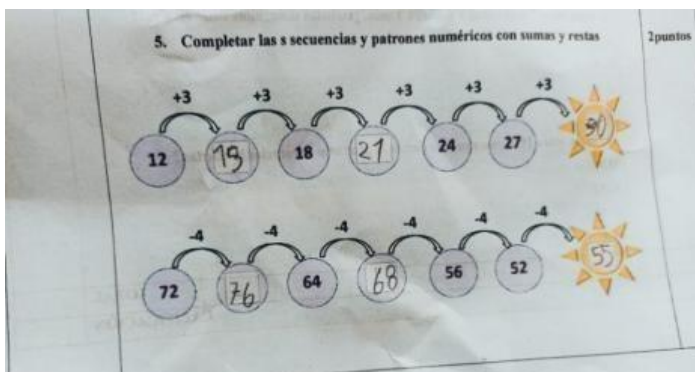 5. Completar las s secuencias y patrones numéricos con sumas y restas 2puntos
+3 +3 +3 +3 +3 +3
12 15 18 21 24 27 30
-4 -4 -4 -4 -4 -4
72 76 64 68 56 52 55